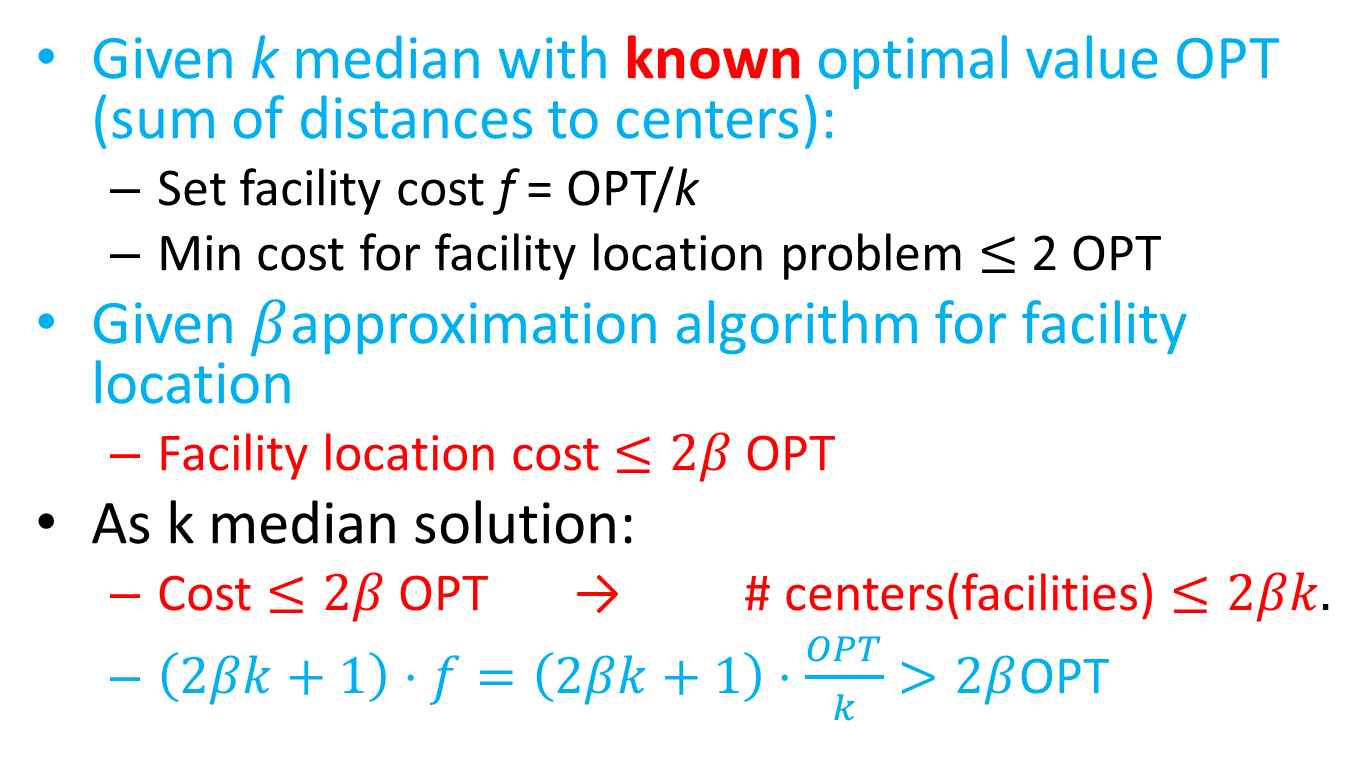 • Given k median with known optimal value OPT
(sum of distances to centers):
– Set facility cost f = OPT/k
– Min cost for facility location problem ≤ 2 OPT
• Given β approximation algorithm for facility
location
– Facility location cost ≤ 2β OPT
• As k median solution:
– Cost ≤ 2β OPT → # centers(facilities) ≤ 2βk.
– (2βk + 1) · f = (2βk + 1) · OPT/k > 2βOPT